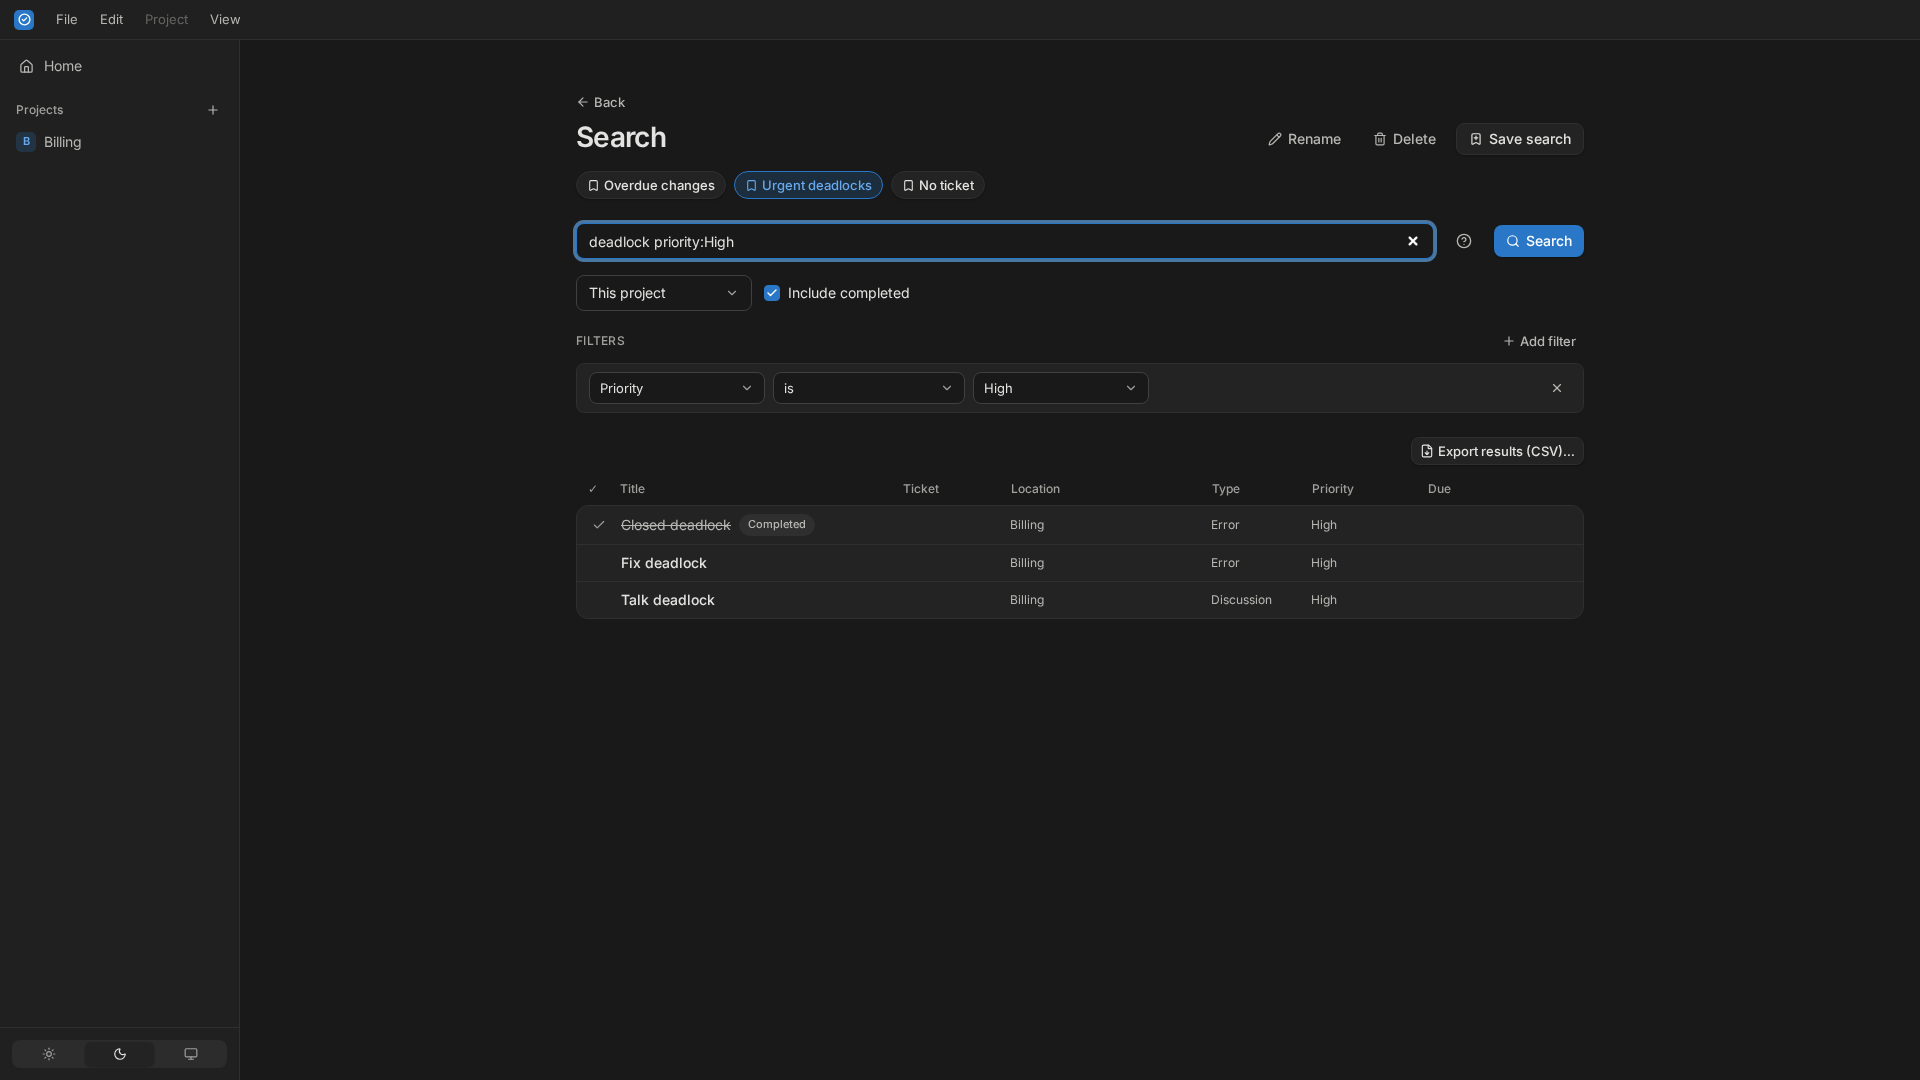 File Edit Project View
Home
Projects
B Billing
Back
Search
Rename Delete Save search
Overdue changes Urgent deadlocks No ticket
deadlock priority:High
Search
This project Include completed
FILTERS Add filter
Priority is High
Export results (CSV)...
✓ Title Ticket Location Type Priority Due
Closed deadlock Completed Billing Error High
Fix deadlock Billing Error High
Talk deadlock Billing Discussion High